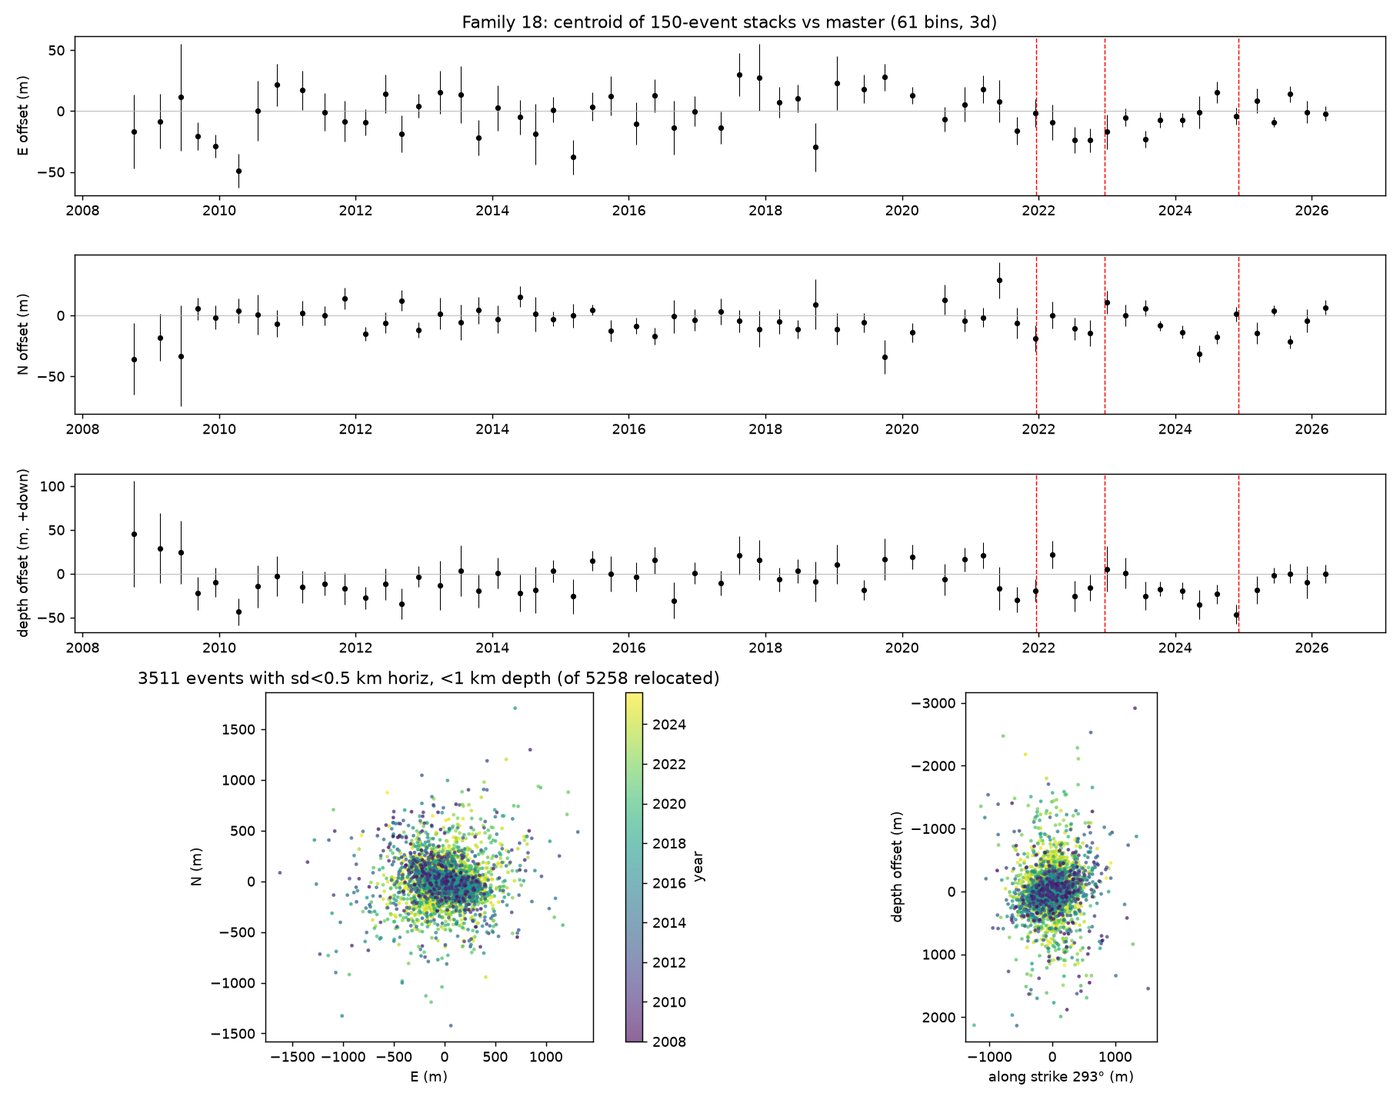 Family 18: centroid of 150-event stacks vs master (61 bins, 3d)
E offset (m)
50
0
−50
2008 2010 2012 2014 2016 2018 2020 2022 2024 2026
N offset (m)
0
−50
2008 2010 2012 2014 2016 2018 2020 2022 2024 2026
depth offset (m, +down)
100
50
0
−50
2008 2010 2012 2014 2016 2018 2020 2022 2024 2026
3511 events with sd<0.5 km horiz, <1 km depth (of 5258 relocated)
N (m)
1500
1000
500
0
−500
−1000
−1500
−1500 −1000 −500 0 500 1000
E (m)
2024
2022
2020
2018
2016
2014
2012
2010
2008
year
depth offset (m)
−3000
−2000
−1000
0
1000
2000
−1000 0 1000
along strike 293° (m)